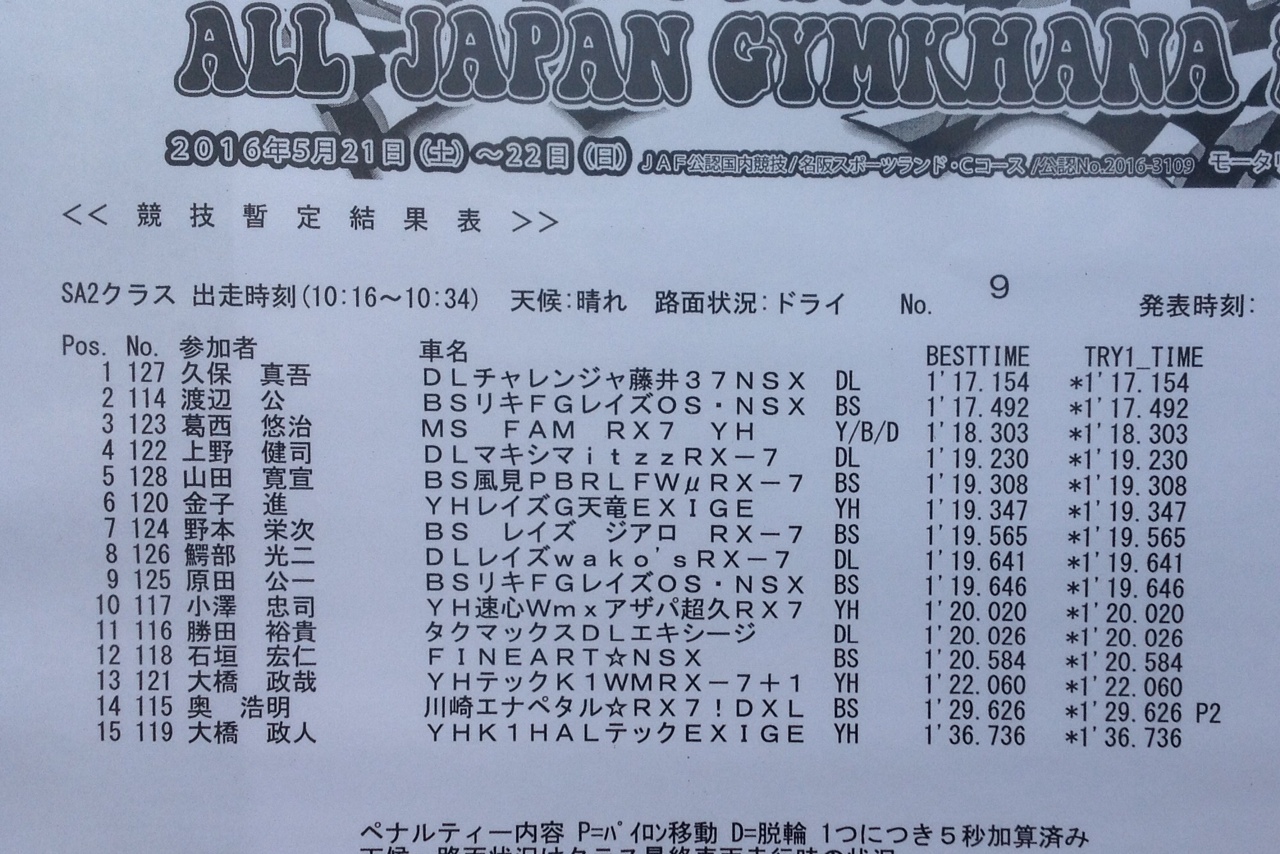 ALL JAPAN GYMKHANA
2016年5月21日(土)～22日(日) JAF公認国内競技/名阪スポーツランド・Cコース/公認No.2016-3109 モータ
<< 競技暫定結果表 >>
SA2クラス 出走時刻(10:16～10:34) 天候:晴れ 路面状況:ドライ No. 9 発表時刻:
Pos. No. 参加者 車名 BESTTIME TRY1_TIME
1 127 久保 真吾 DLチャレンジャ藤井37NSX DL 1'17.154 *1'17.154
2 114 渡辺 公 BSリキFGレイズOS・NSX BS 1'17.492 *1'17.492
3 123 葛西 悠治 MS FAM RX7 YH Y/B/D 1'18.303 *1'18.303
4 122 上野 健司 DLマキシマitzzRX－7 DL 1'19.230 *1'19.230
5 128 山田 寛宣 BS風見PBRLFWμRX－7 BS 1'19.308 *1'19.308
6 120 金子 進 YHレイズG天竜EXIGE YH 1'19.347 *1'19.347
7 124 野本 栄次 BS レイズ ジアロ RX－7 BS 1'19.565 *1'19.565
8 126 鰐部 光二 DLレイズwako'sRX－7 DL 1'19.641 *1'19.641
9 125 原田 公一 BSリキFGレイズOS・NSX BS 1'19.646 *1'19.646
10 117 小澤 忠司 YH速心Wmxアザパ超久RX7 YH 1'20.020 *1'20.020
11 116 勝田 裕貴 タクマックスDLエキシージ DL 1'20.026 *1'20.026
12 118 石垣 宏仁 FINEART☆NSX BS 1'20.584 *1'20.584
13 121 大橋 政哉 YHテックK1WMRX－7＋1 YH 1'22.060 *1'22.060
14 115 奥 浩明 川崎エナペタル☆RX7！DXL BS 1'29.626 *1'29.626 P2
15 119 大橋 政人 YHK1HALテックEXIGE YH 1'36.736 *1'36.736
ペナルティー内容 P=ﾊﾟｲﾛﾝ移動 D=脱輪 1つにつき5秒加算済み